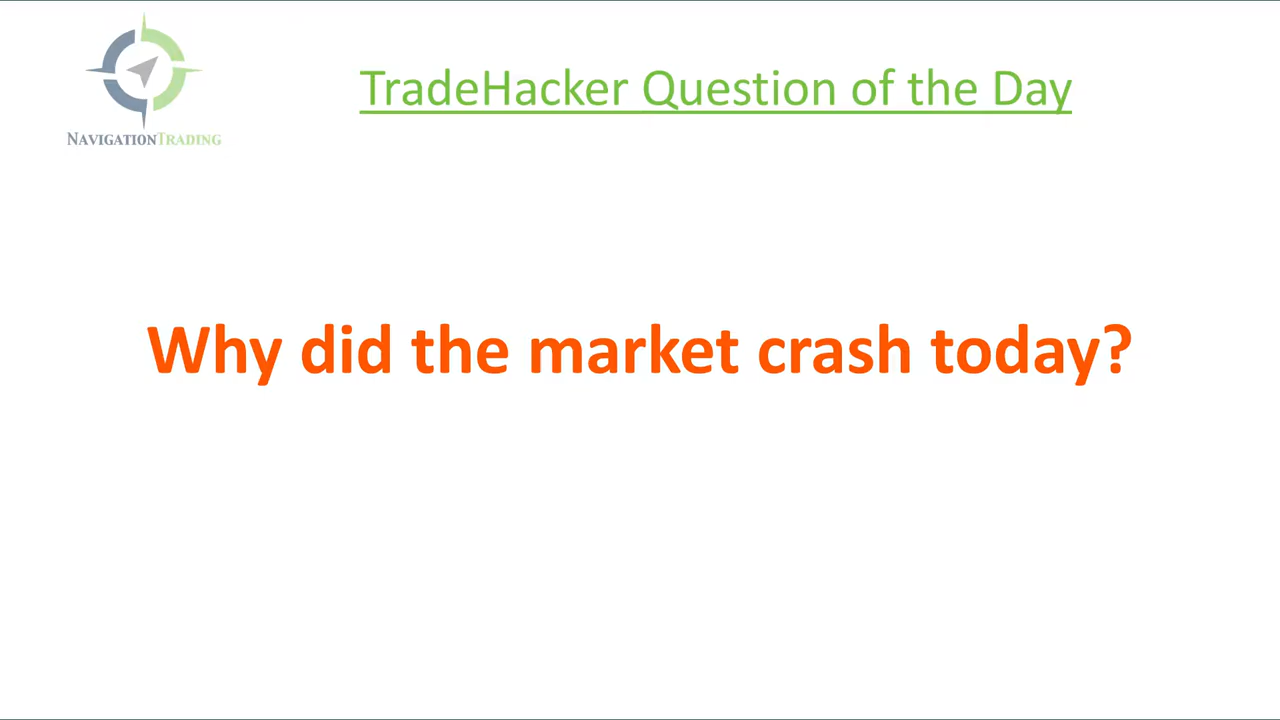 TradeHacker Question of the Day
NAVIGATIONTRADING
Why did the market crash today?